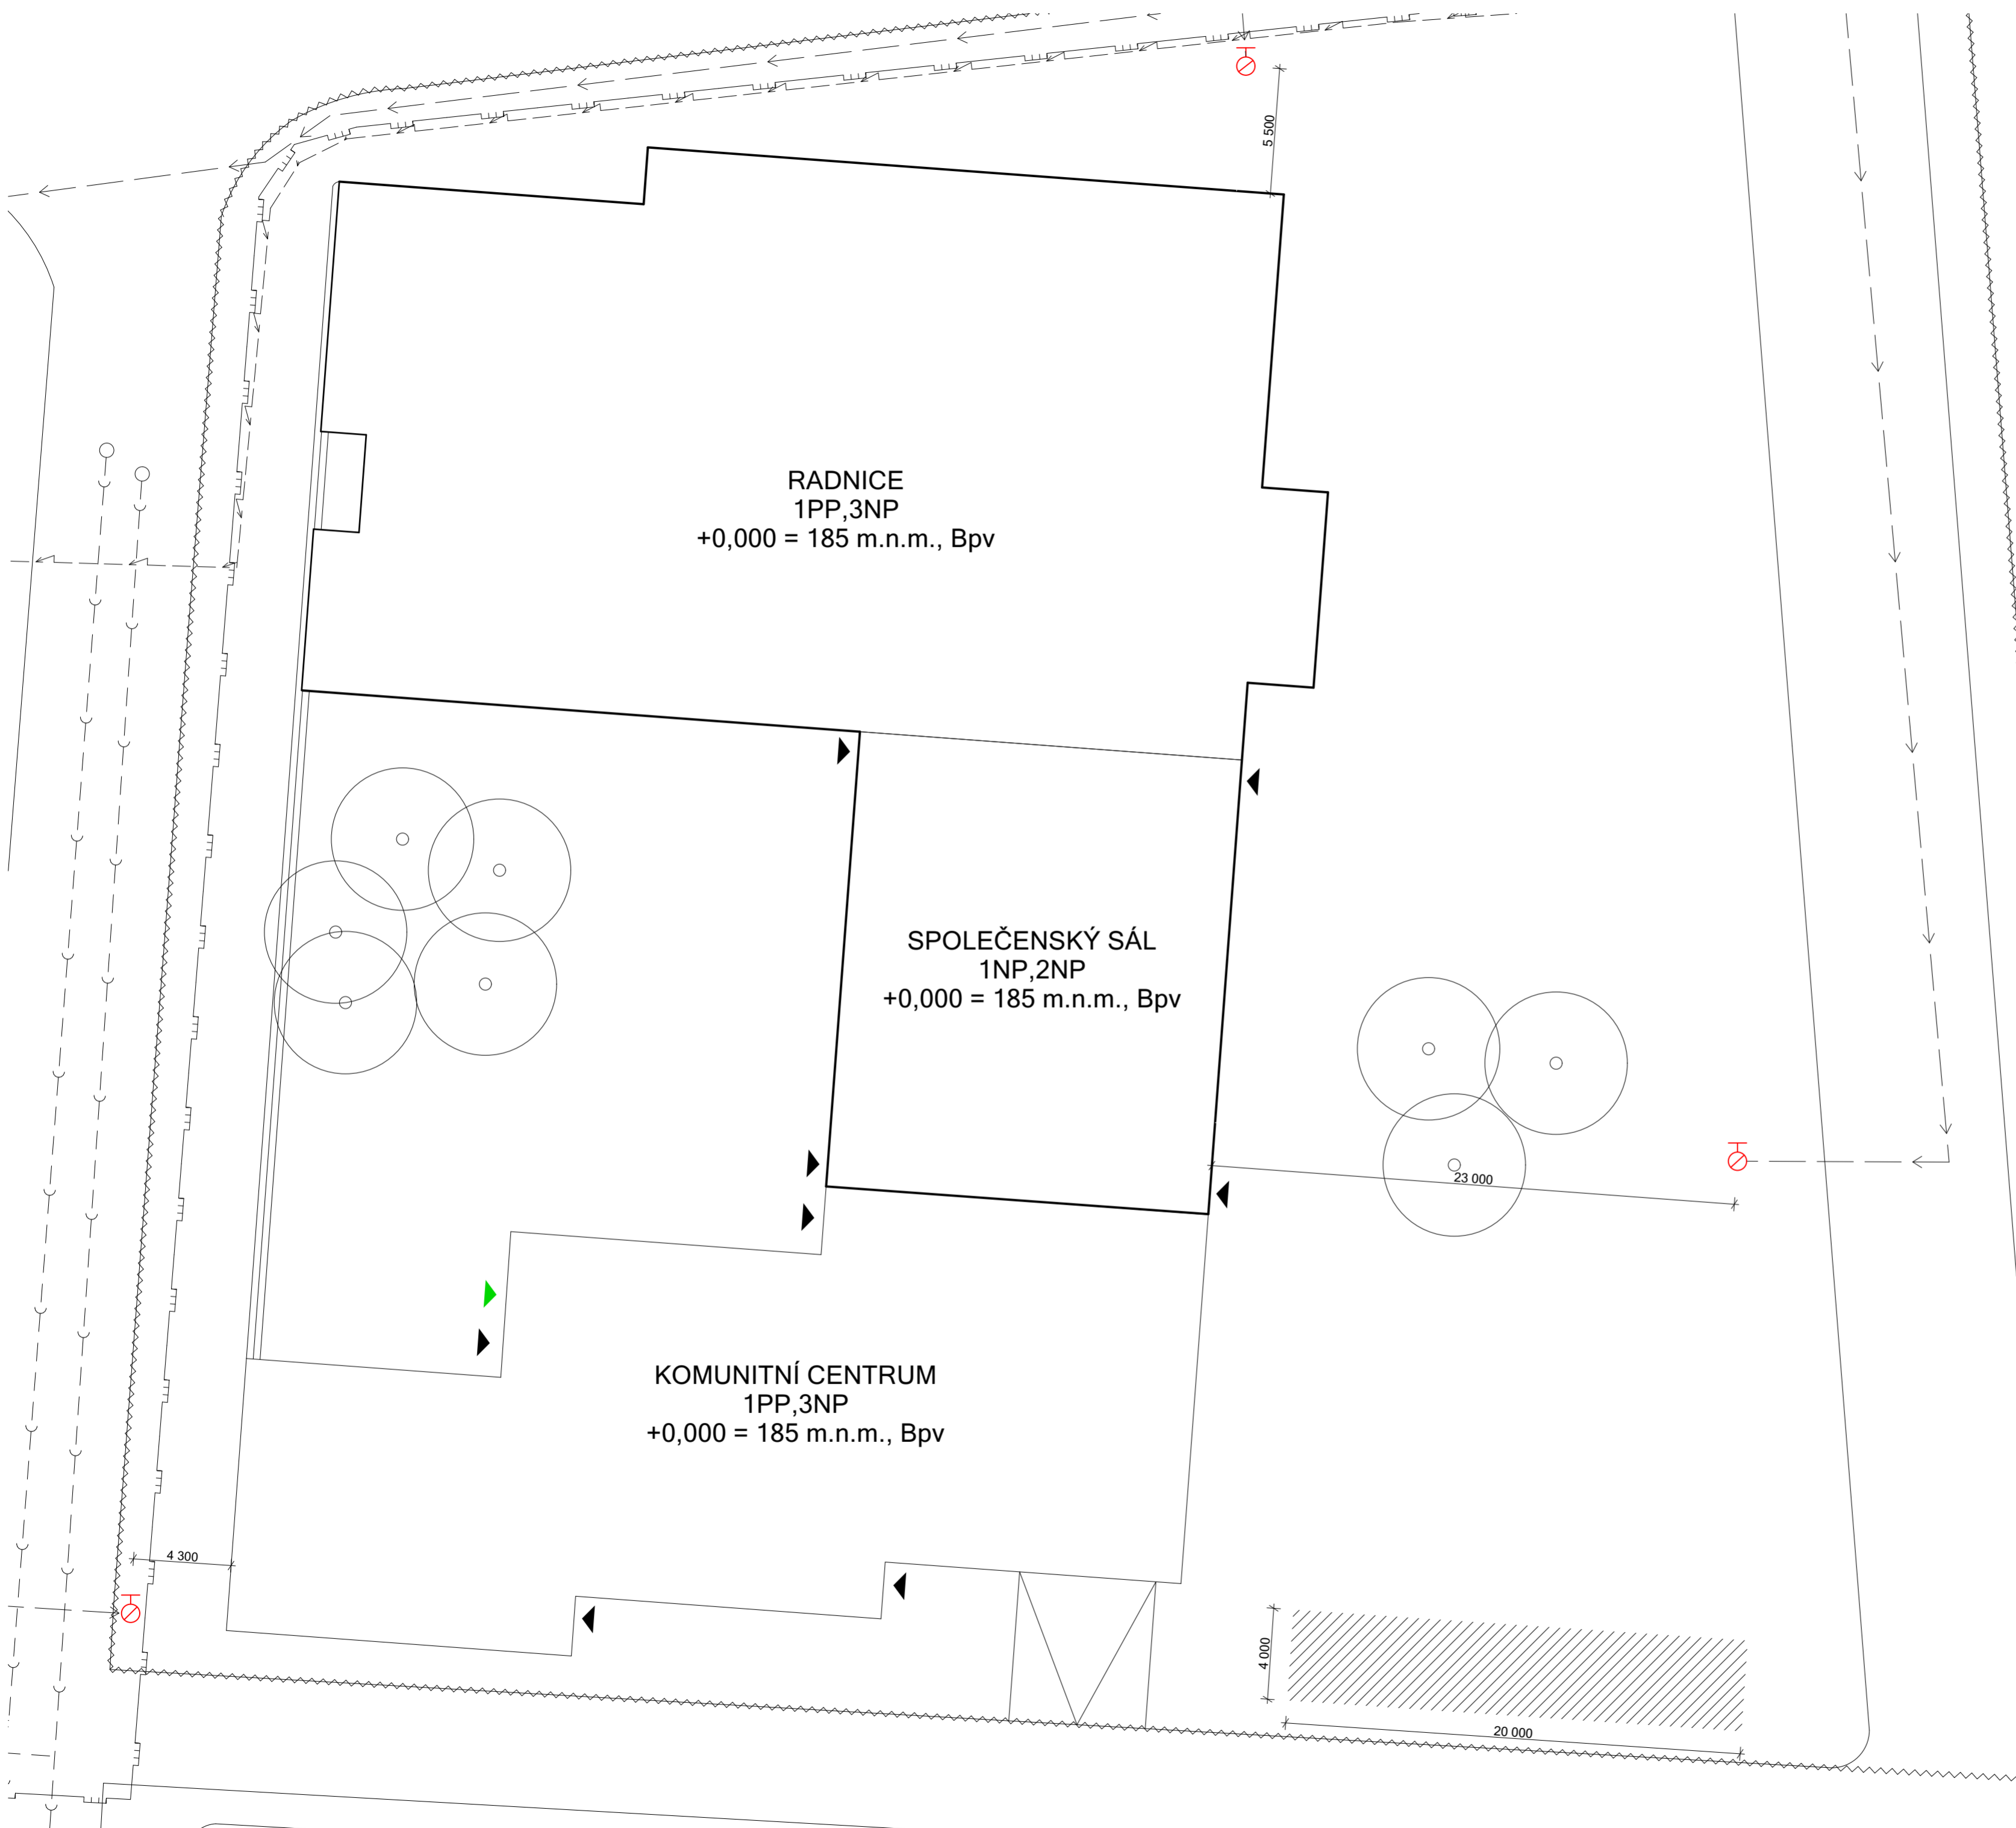 5 500
RADNICE
1PP,3NP
+0,000 = 185 m.n.m., Bpv
SPOLEČENSKÝ SÁL
1NP,2NP
+0,000 = 185 m.n.m., Bpv
23 000
KOMUNITNÍ CENTRUM
1PP,3NP
+0,000 = 185 m.n.m., Bpv
4 300
4 000
20 000